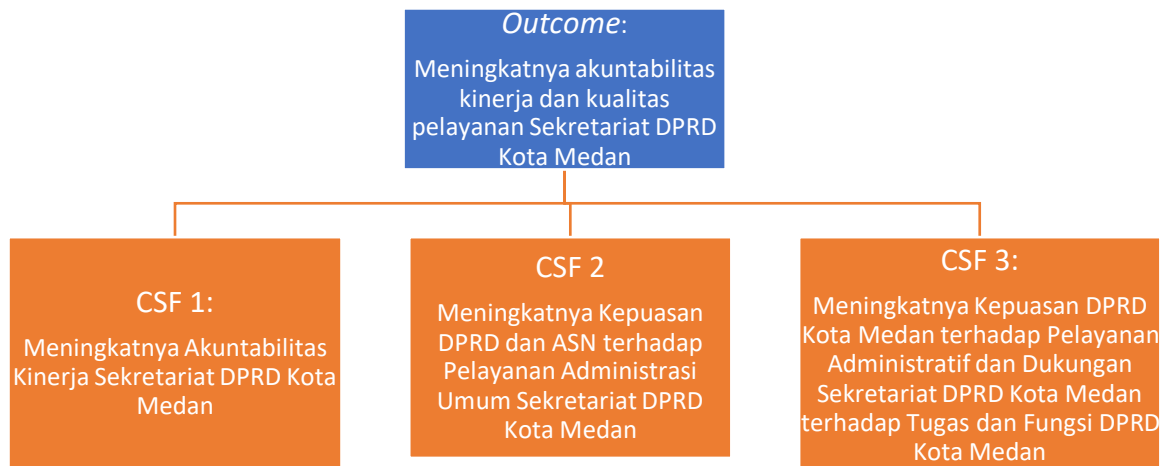 Outcome:
Meningkatnya akuntabilitas
kinerja dan kualitas
pelayanan Sekretariat DPRD
Kota Medan
CSF 1:
Meningkatnya Akuntabilitas
Kinerja Sekretariat DPRD Kota
Medan
CSF 2
Meningkatnya Kepuasan
DPRD dan ASN terhadap
Pelayanan Administrasi
Umum Sekretariat DPRD
Kota Medan
CSF 3:
Meningkatnya Kepuasan DPRD
Kota Medan terhadap Pelayanan
Administratif dan Dukungan
Sekretariat DPRD Kota Medan
terhadap Tugas dan Fungsi DPRD
Kota Medan